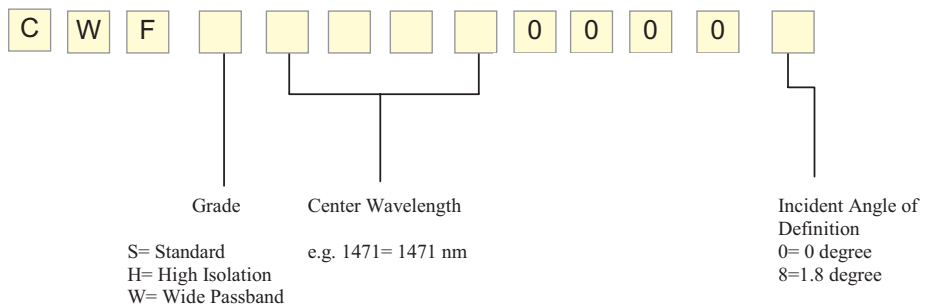 C W F 0 0 0 0
Grade
S= Standard
H= High Isolation
W= Wide Passband
Center Wavelength
e.g. 1471= 1471 nm
Incident Angle of
Definition
0= 0 degree
8=1.8 degree